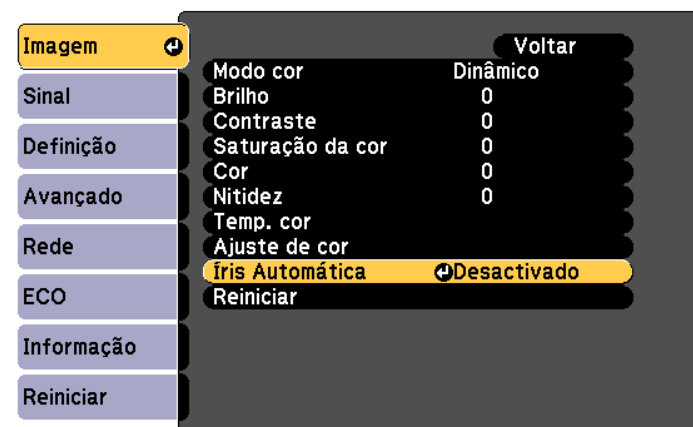 Imagem
Sinal
Definição
Avançado
Rede
ECO
Informação
Reiniciar
Voltar
Modo cor Dinâmico
Brilho 0
Contraste 0
Saturação da cor 0
Cor 0
Nitidez 0
Temp. cor
Ajuste de cor
Íris Automática Desactivado
Reiniciar